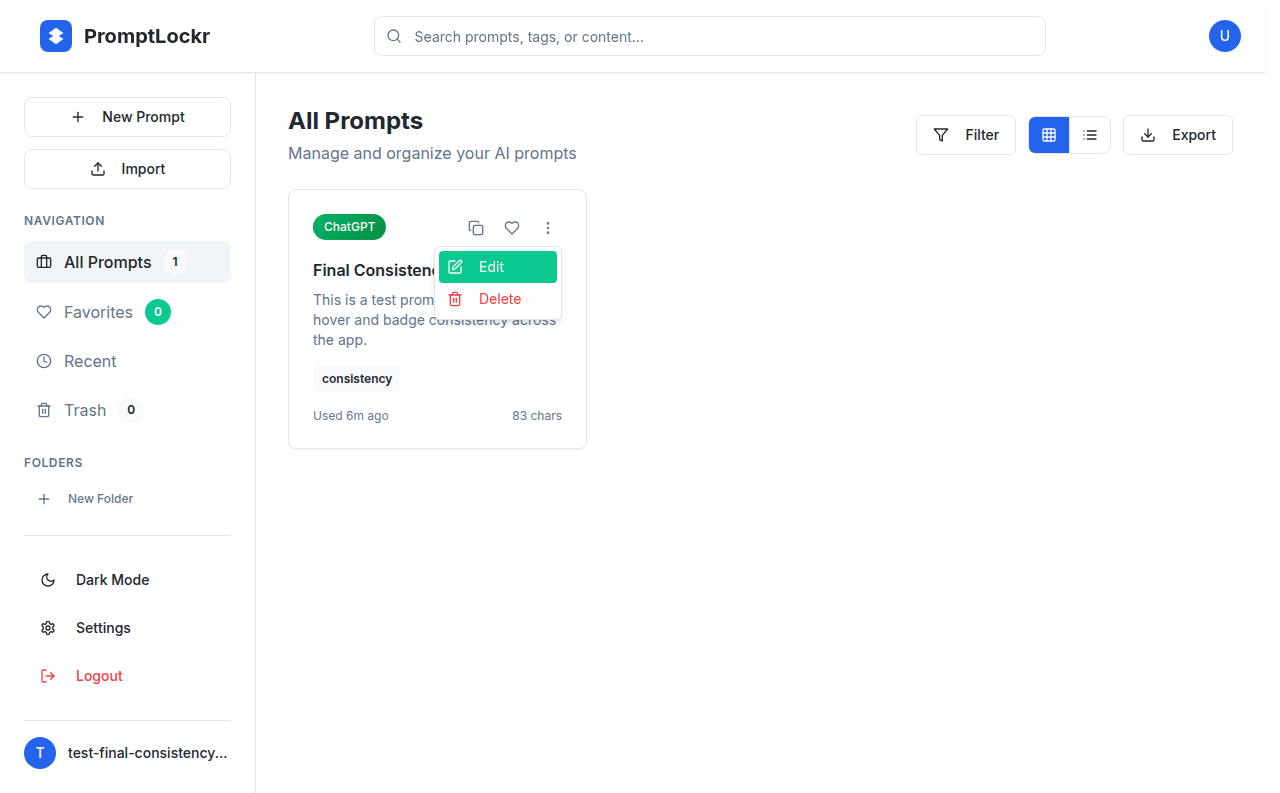 PromptLockr
Search prompts, tags, or content...
U
New Prompt
Import
NAVIGATION
All Prompts 1
Favorites 0
Recent
Trash 0
FOLDERS
New Folder
Dark Mode
Settings
Logout
T test-final-consistency...
All Prompts
Manage and organize your AI prompts
Filter
Export
ChatGPT
Edit
Delete
Final
This is a test
hover and badge consistency across
the app.
consistency
Used 6m ago 83 chars